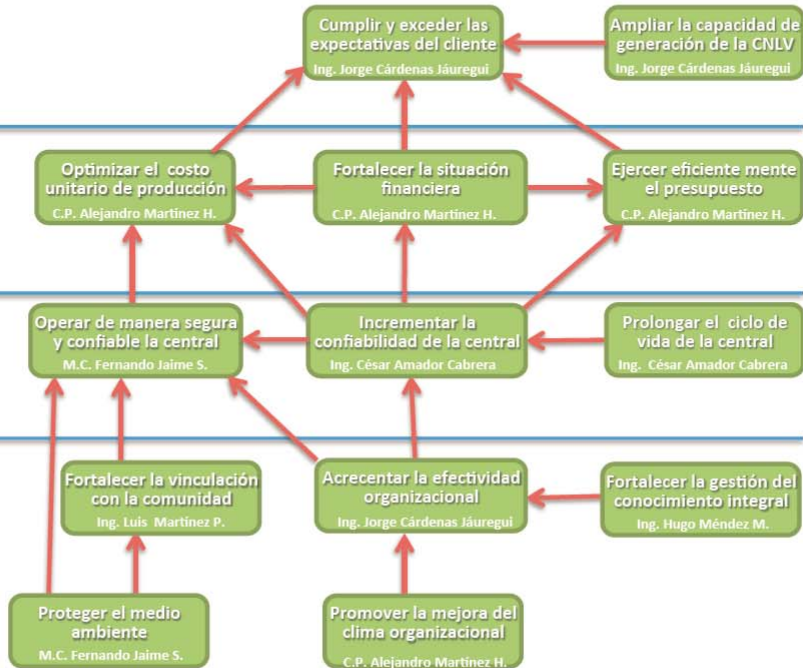 Cumplir y exceder las
expectativas del cliente
Ing. Jorge Cárdenas Jáuregui
Ampliar la capacidad de
generación de la CNLV
Ing. Jorge Cárdenas Jáuregui
Optimizar el costo
unitario de producción
C.P. Alejandro Martínez H.
Fortalecer la situación
financiera
C.P. Alejandro Martínez H.
Ejercer eficiente mente
el presupuesto
C.P. Alejandro Martínez H.
Operar de manera segura
y confiable la central
M.C. Fernando Jaime S.
Incrementar la
confiabilidad de la central
Ing. César Amador Cabrera
Prolongar el ciclo de
vida de la central
Ing. César Amador Cabrera
Fortalecer la vinculación
con la comunidad
Ing. Luis Martínez P.
Acrecentar la efectividad
organizacional
Ing. Jorge Cárdenas Jáuregui
Fortalecer la gestión del
conocimiento integral
Ing. Hugo Méndez M.
Proteger el medio
ambiente
M.C. Fernando Jaime S.
Promover la mejora del
clima organizacional
C.P. Alejandro Martínez H.